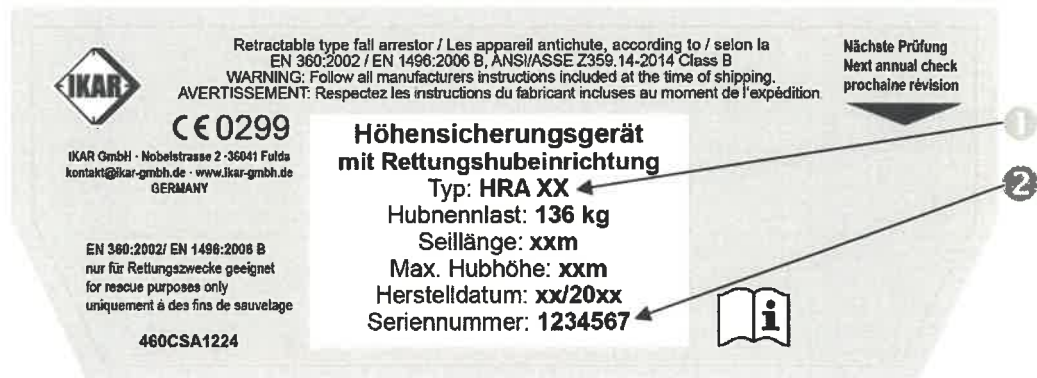 IKAR
Retractable type fall arrestor / Les appareil antichute, according to / selon la
EN 360:2002 / EN 1496:2006 B, ANSI/ASSE Z359.14-2014 Class B
WARNING: Follow all manufacturers instructions included at the time of shipping.
AVERTISSEMENT: Respectez les instructions du fabricant incluses au moment de l'expédition
Nächste Prüfung
Next annual check
prochaine révision
CE 0299
IKAR GmbH · Nobelstrasse 2 -36041 Fulda
kontakt@ikar-gmbh.de · www.ikar-gmbh.de
GERMANY
EN 360:2002/ EN 1496:2006 B
nur für Rettungszwecke geeignet
for rescue purposes only
uniquement á des fins de sauvelage
460CSA1224
Höhensicherungsgerät
mit Rettungshubeinrichtung
Typ: HRA XX
Hubnennlast: 136 kg
Seillänge: xxm
Max. Hubhöhe: xxm
Herstelldatum: xx/20xx
Seriennummer: 1234567
i
1
2